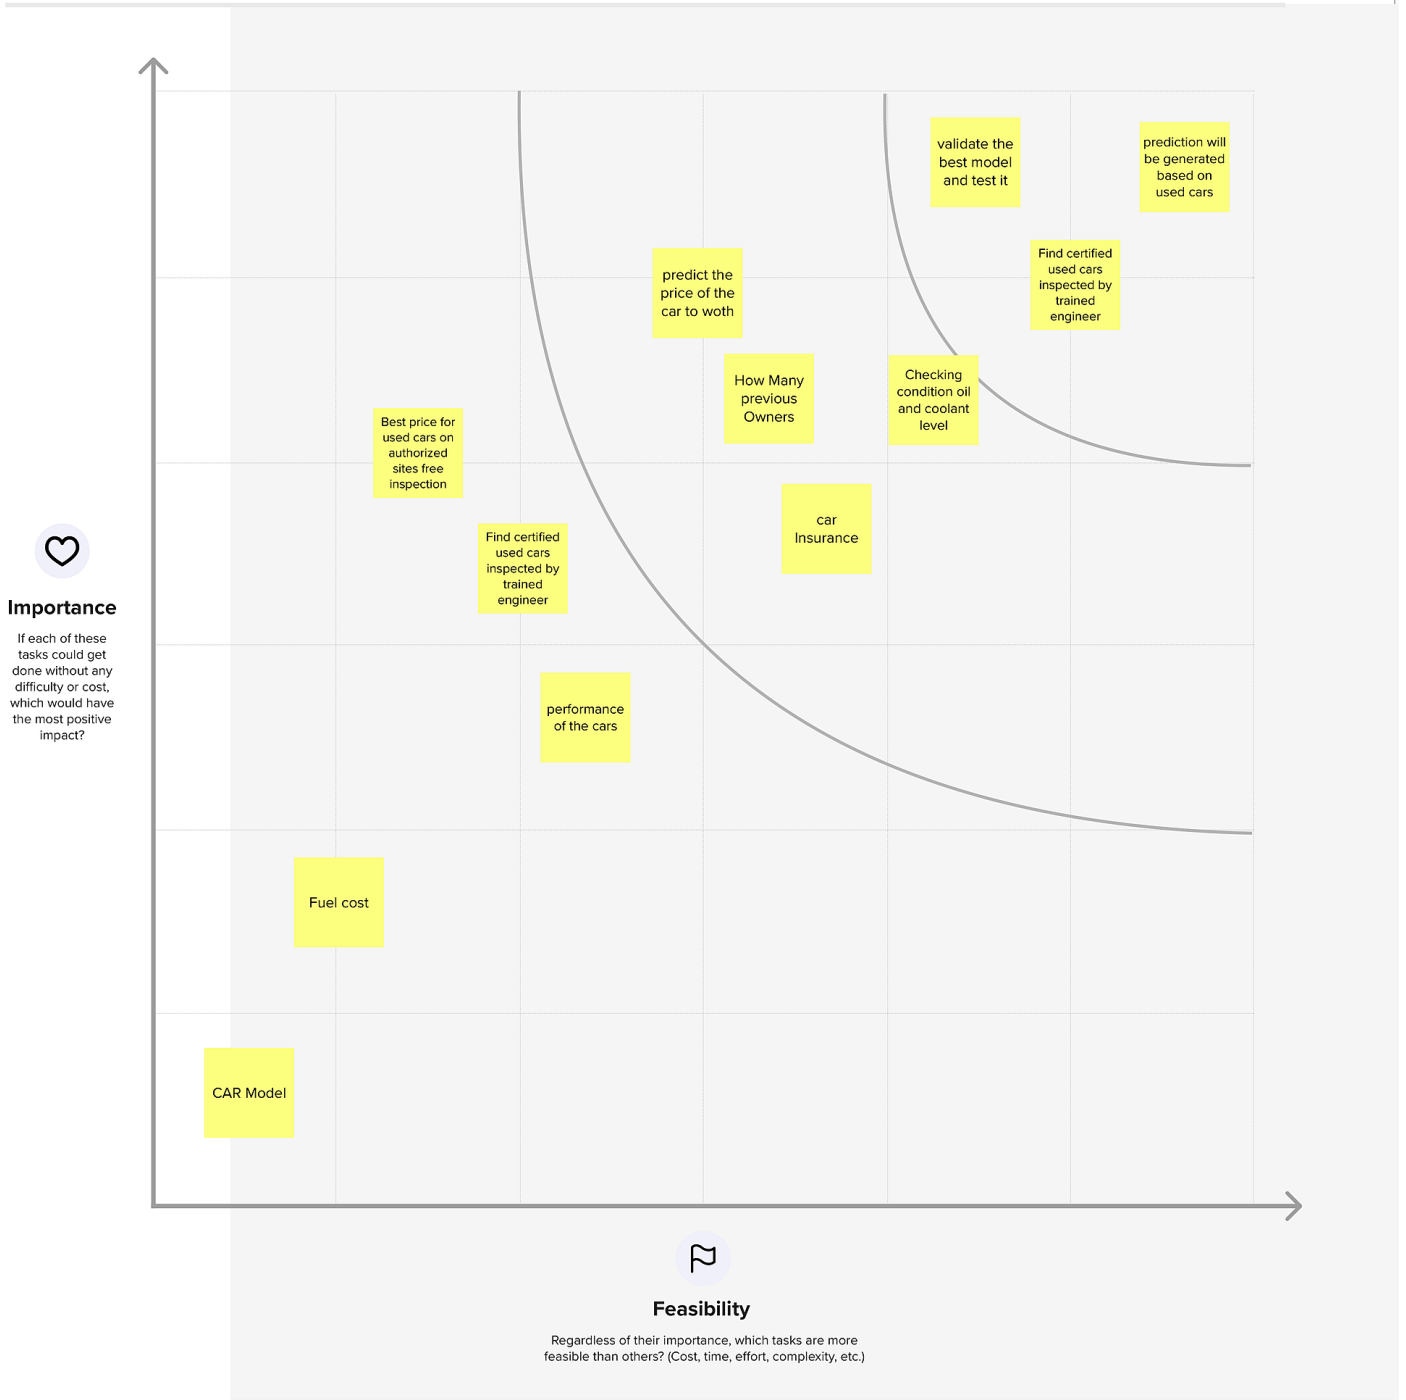 validate the
best model
and test it
prediction will
be generated
based on
used cars
Find certified
used cars
inspected by
trained
engineer
predict the
price of the
car to woth
How Many
previous
Owners
Checking
condition oil
and coolant
level
Best price for
used cars on
authorized
sites free
inspection
car
Insurance
Find certified
used cars
inspected by
trained
engineer
performance
of the cars
Importance
If each of these
tasks could get
done without any
difficulty or cost,
which would have
the most positive
impact?
Fuel cost
CAR Model
Feasibility
Regardless of their importance, which tasks are more
feasible than others? (Cost, time, effort, complexity, etc.)